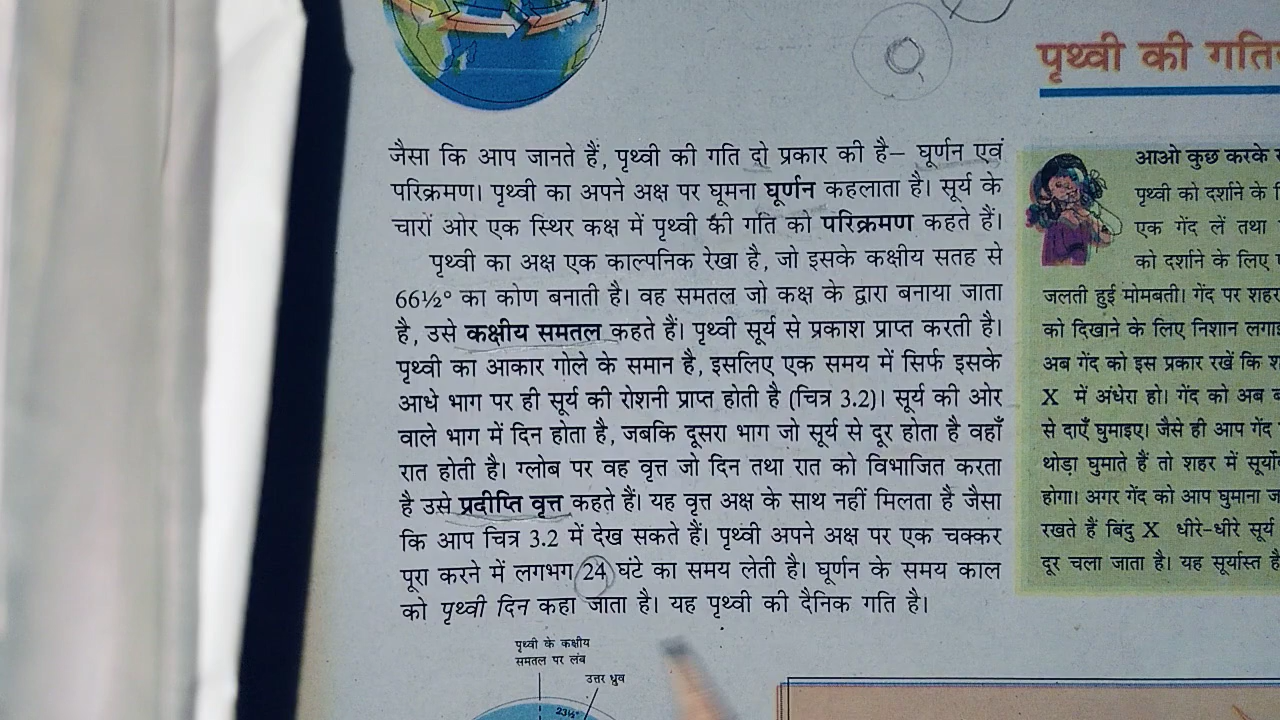 पृथ्वी की
जैसा कि आप जानते हैं, पृथ्वी की गति दो प्रकार की है– घूर्णन एवं
परिक्रमण। पृथ्वी का अपने अक्ष पर घूमना घूर्णन कहलाता है। सूर्य के
चारों ओर एक स्थिर कक्ष में पृथ्वी की गति को परिक्रमण कहते हैं।
पृथ्वी का अक्ष एक काल्पनिक रेखा है, जो इसके कक्षीय सतह से
66½° का कोण बनाती है। वह समतल जो कक्ष के द्वारा बनाया जाता
है, उसे कक्षीय समतल कहते हैं। पृथ्वी सूर्य से प्रकाश प्राप्त करती है।
पृथ्वी का आकार गोले के समान है, इसलिए एक समय में सिर्फ इसके
आधे भाग पर ही सूर्य की रोशनी प्राप्त होती है (चित्र 3.2)। सूर्य की ओर
वाले भाग में दिन होता है, जबकि दूसरा भाग जो सूर्य से दूर होता है वहाँ
रात होती है। ग्लोब पर वह वृत्त जो दिन तथा रात को विभाजित करता
है उसे प्रदीप्ति वृत्त कहते हैं। यह वृत्त अक्ष के साथ नहीं मिलता है जैसा
कि आप चित्र 3.2 में देख सकते हैं। पृथ्वी अपने अक्ष पर एक चक्कर
पूरा करने में लगभग 24 घंटे का समय लेती है। घूर्णन के समय काल
को पृथ्वी दिन कहा जाता है। यह पृथ्वी की दैनिक गति है।
पृथ्वी के कक्षीय
समतल पर लंब
उत्तर ध्रुव
23½°
आओ कुछ करके
पृथ्वी को दर्शाने के
एक गेंद लें तथा
को दर्शाने के लिए
जलती हुई मोमबत्ती। गेंद पर शहर
को दिखाने के लिए निशान
अब गेंद को इस प्रकार रखें कि
X में अंधेरा हो। गेंद को अब
से दाएँ घुमाइए। जैसे ही आप गेंद
थोड़ा घुमाते हैं तो शहर में
होगा। अगर गेंद को आप घुमाना
रखते हैं बिंदु X धीरे-धीरे सूर्य
दूर चला जाता है। यह सूर्यास्त